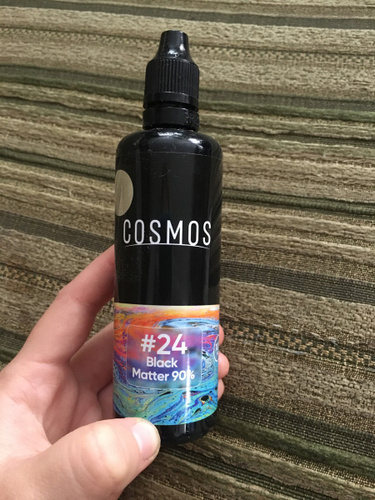 COSMOS
#24
Black
Matter 90%